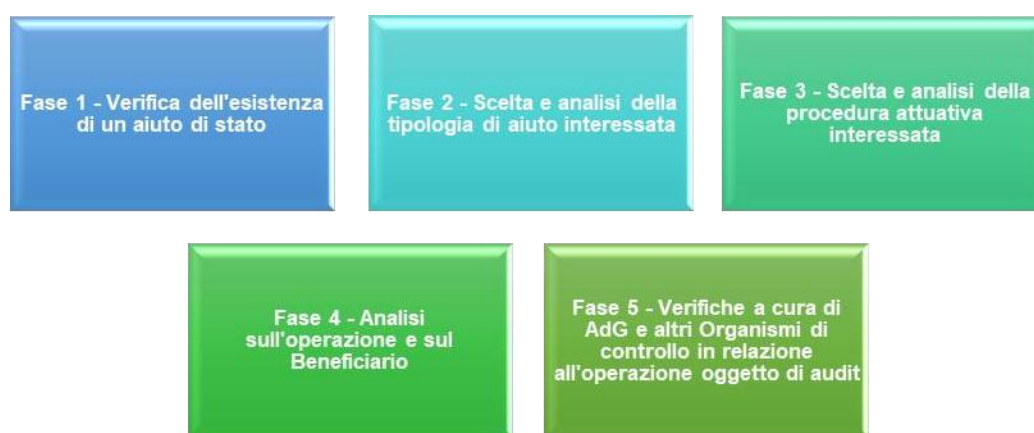 Fase 1 - Verifica dell'esistenza
di un aiuto di stato
Fase 2 - Scelta e analisi della
tipologia di aiuto interessata
Fase 3 - Scelta e analisi della
procedura attuativa
interessata
Fase 4 - Analisi
sull'operazione e sul
Beneficiario
Fase 5 - Verifiche a cura di
AdG e altri Organismi di
controllo in relazione
all'operazione oggetto di audit